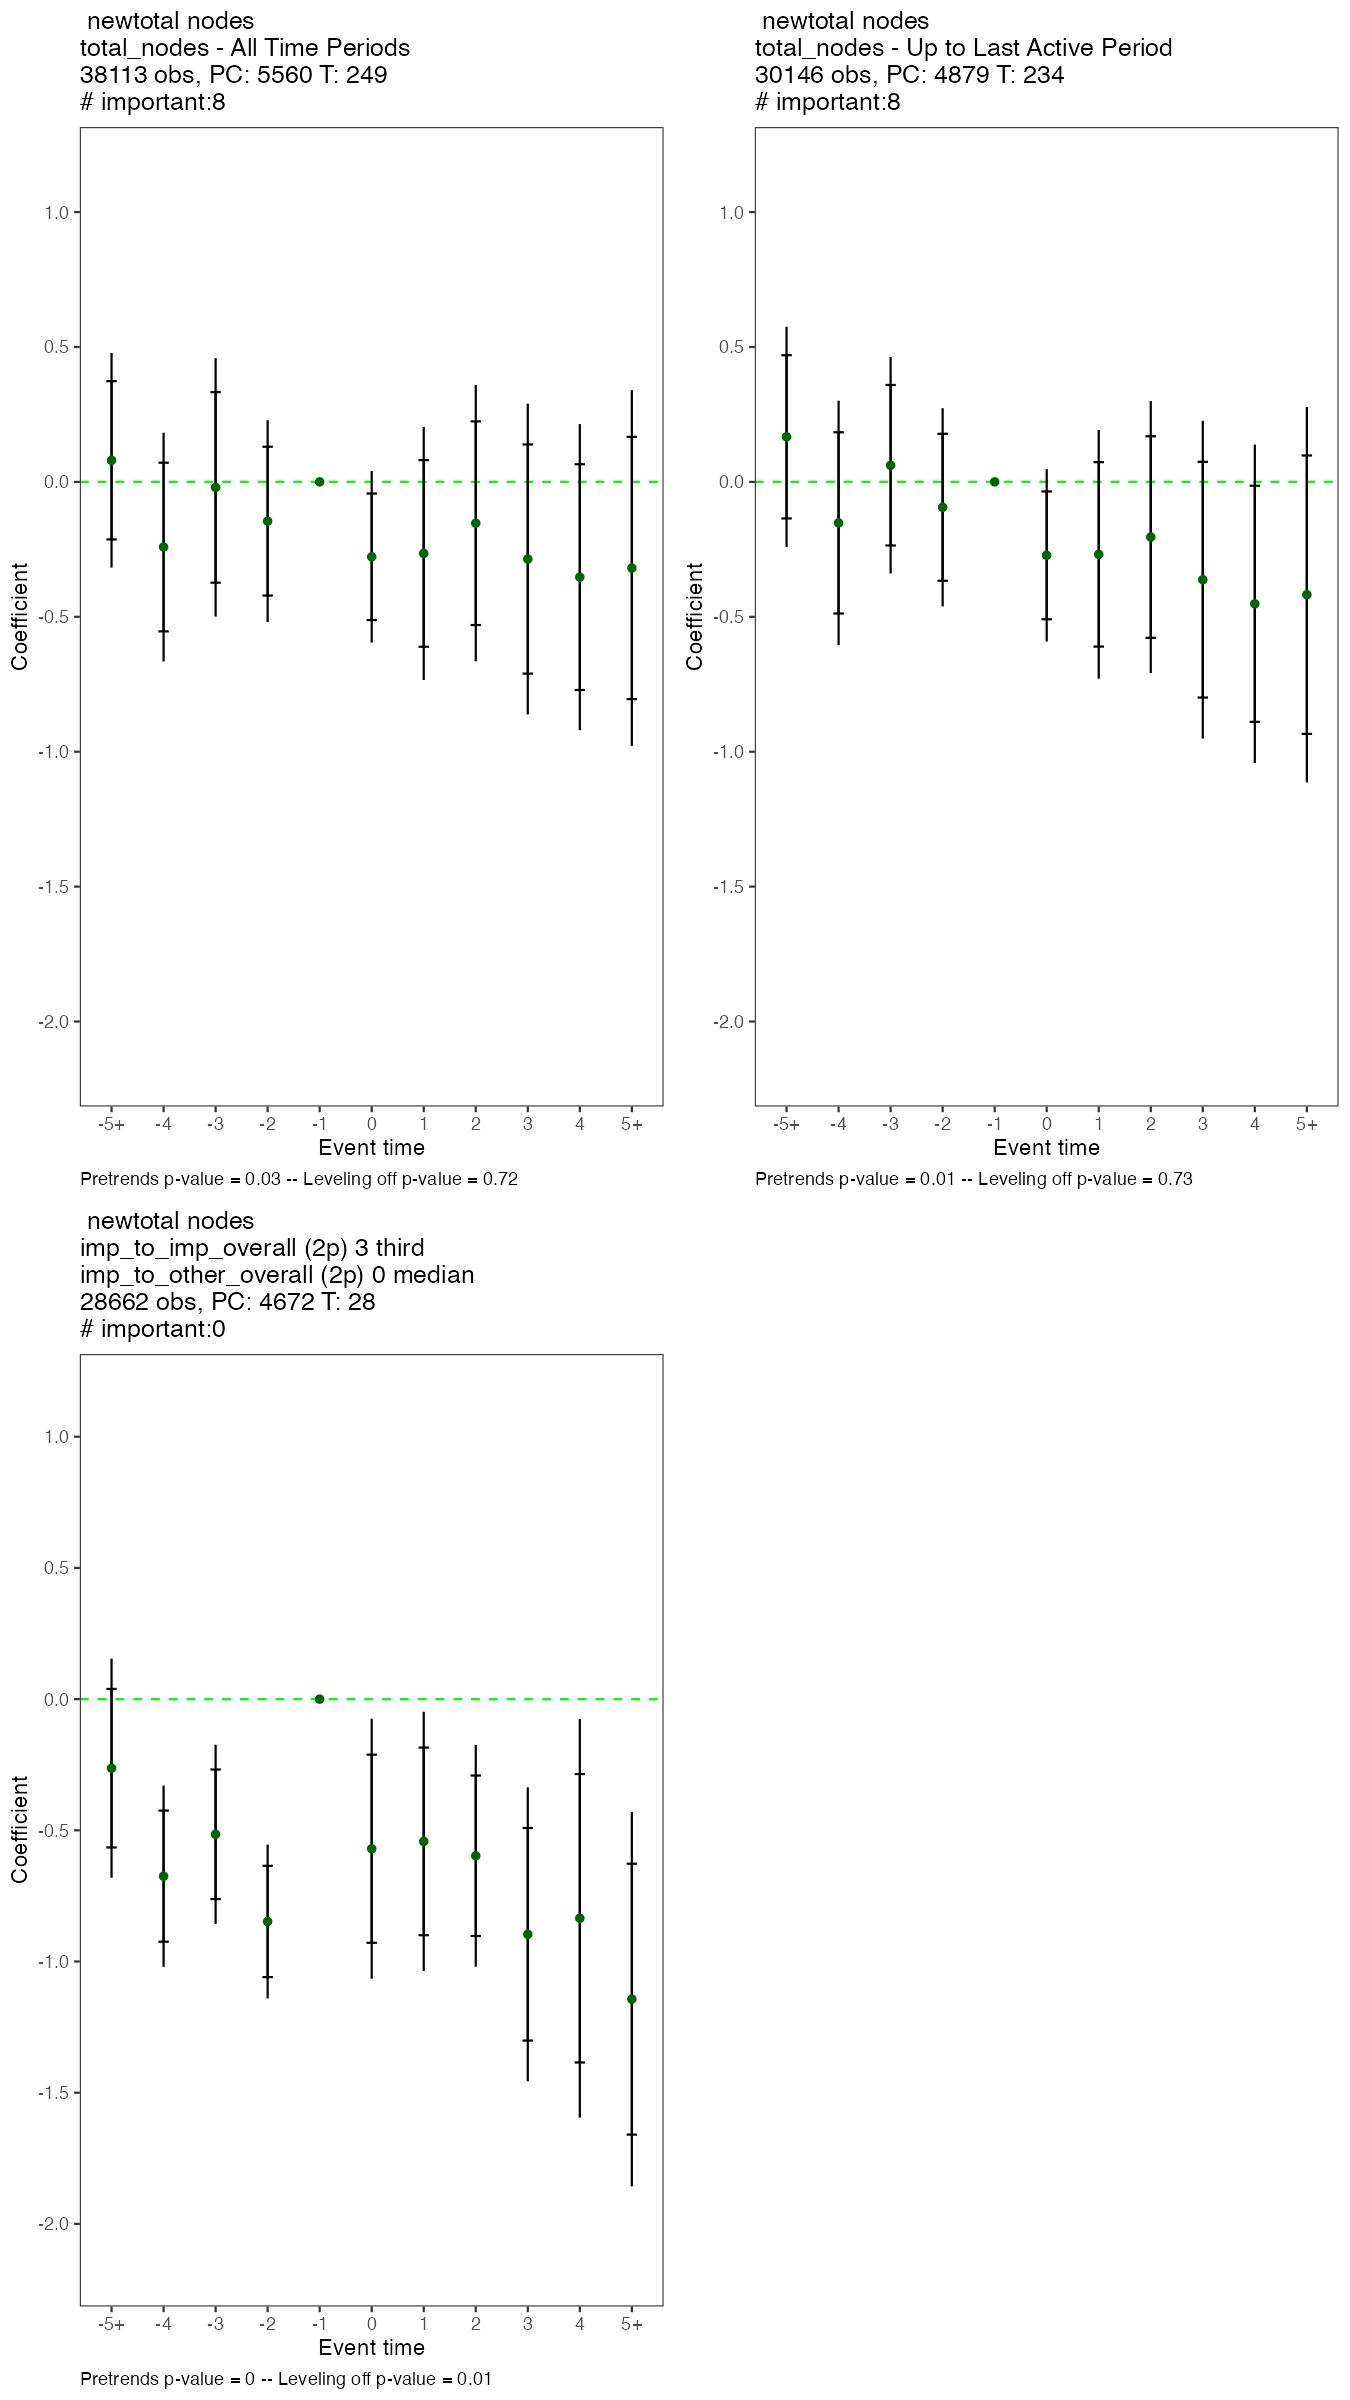 newtotal nodes
total_nodes - All Time Periods
38113 obs, PC: 5560 T: 249
# important:8
1.0
0.5
0.0
-0.5
-1.0
-1.5
-2.0
Coefficient
-5+ -4 -3 -2 -1 0 1 2 3 4 5+
Event time
Pretrends p-value = 0.03 -- Leveling off p-value = 0.72
newtotal nodes
total_nodes - Up to Last Active Period
30146 obs, PC: 4879 T: 234
# important:8
1.0
0.5
0.0
-0.5
-1.0
-1.5
-2.0
Coefficient
-5+ -4 -3 -2 -1 0 1 2 3 4 5+
Event time
Pretrends p-value = 0.01 -- Leveling off p-value = 0.73
newtotal nodes
imp_to_imp_overall (2p) 3 third
imp_to_other_overall (2p) 0 median
28662 obs, PC: 4672 T: 28
# important:0
1.0
0.5
0.0
-0.5
-1.0
-1.5
-2.0
Coefficient
-5+ -4 -3 -2 -1 0 1 2 3 4 5+
Event time
Pretrends p-value = 0 -- Leveling off p-value = 0.01